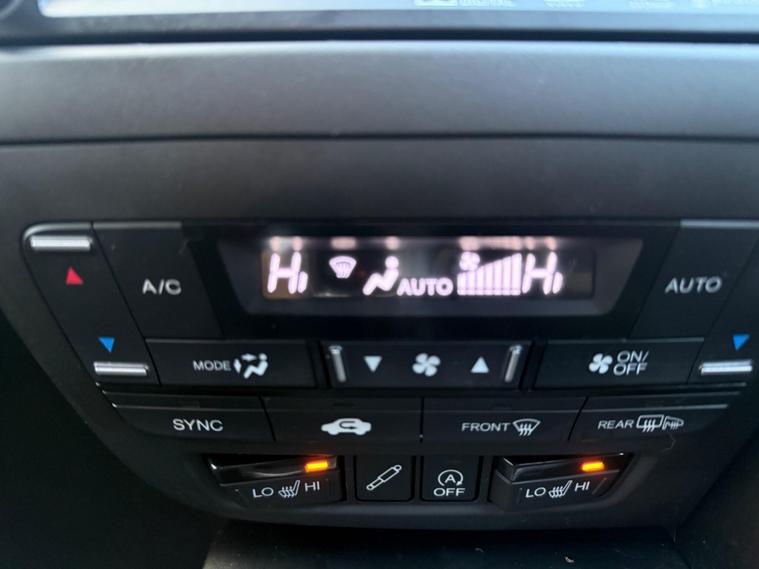 Hi AUTO Hi
A/C
AUTO
MODE
ON/
OFF
SYNC
FRONT
REAR
LO HI
A
OFF
LO HI